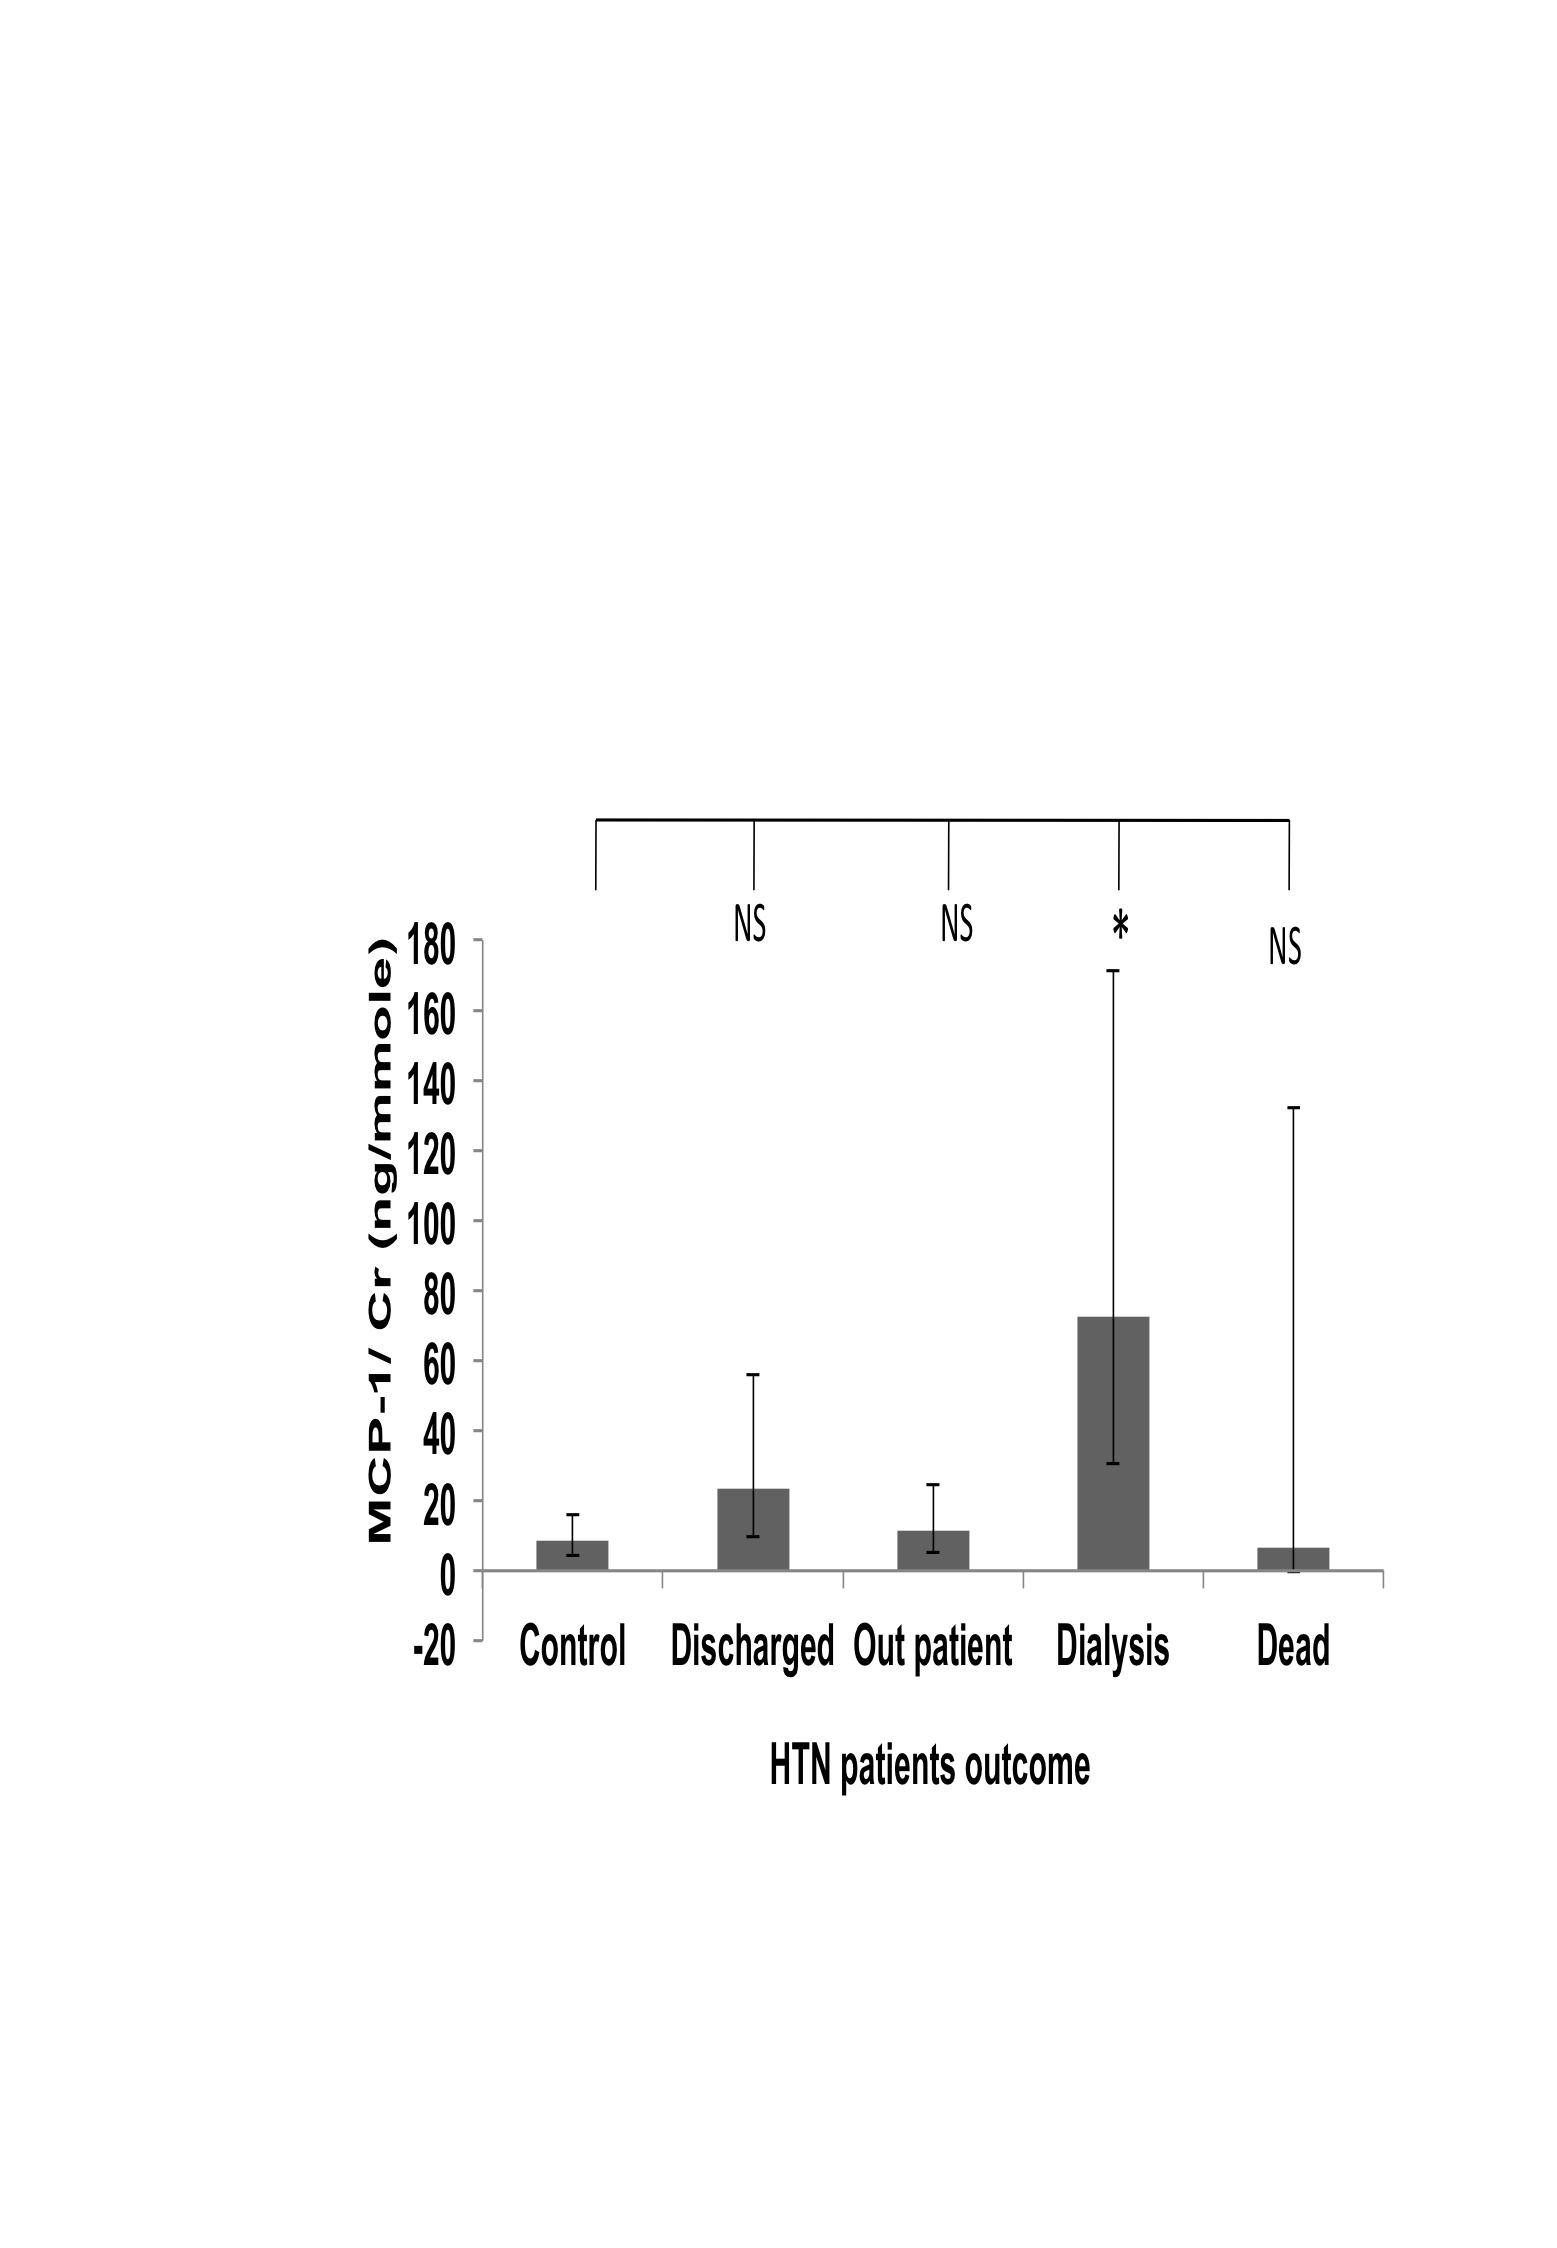 NS
NS
*
NS
MCP-1/ Cr (ng/mmole)
180
160
140
120
100
80
60
40
20
0
-20
Control
Discharged
Out patient
Dialysis
Dead
HTN patients outcome